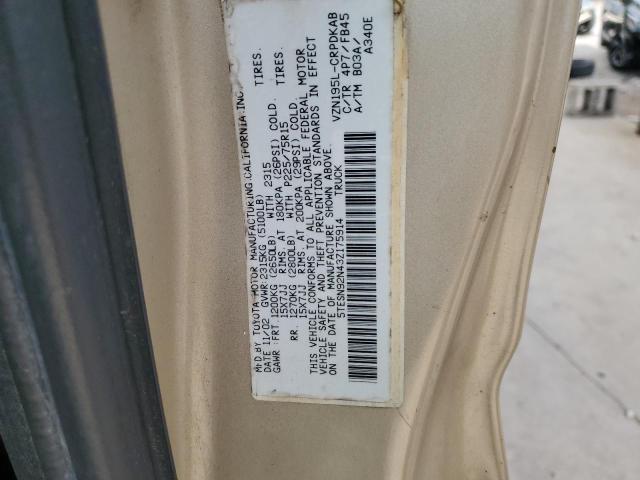 MFD BY TOYOTA MOTOR MANUFACTURING CALIFORNIA INC.
DATE 11/02 GVWR 2315KG (5100LB)
GAWR FRT. 1200KG (2650LB) WITH 2315 TIRES.
15X7JJ RIMS. AT 180KPA (26PSI) COLD.
RR. 1270KG (2800LB) WITH P225/75R15 TIRES.
15X7JJ RIMS. AT 200KPA (29PSI) COLD.
THIS VEHICLE CONFORMS TO ALL APPLICABLE FEDERAL MOTOR
VEHICLE SAFETY AND THEFT PREVENTION STANDARDS IN EFFECT
ON THE DATE OF MANUFACTURE SHOWN ABOVE.
5TESN92N43Z175914 TRUCK
VZN195L-CRPDKAB
C/TR 4P7/FB45
A/TM B03A/
A340E